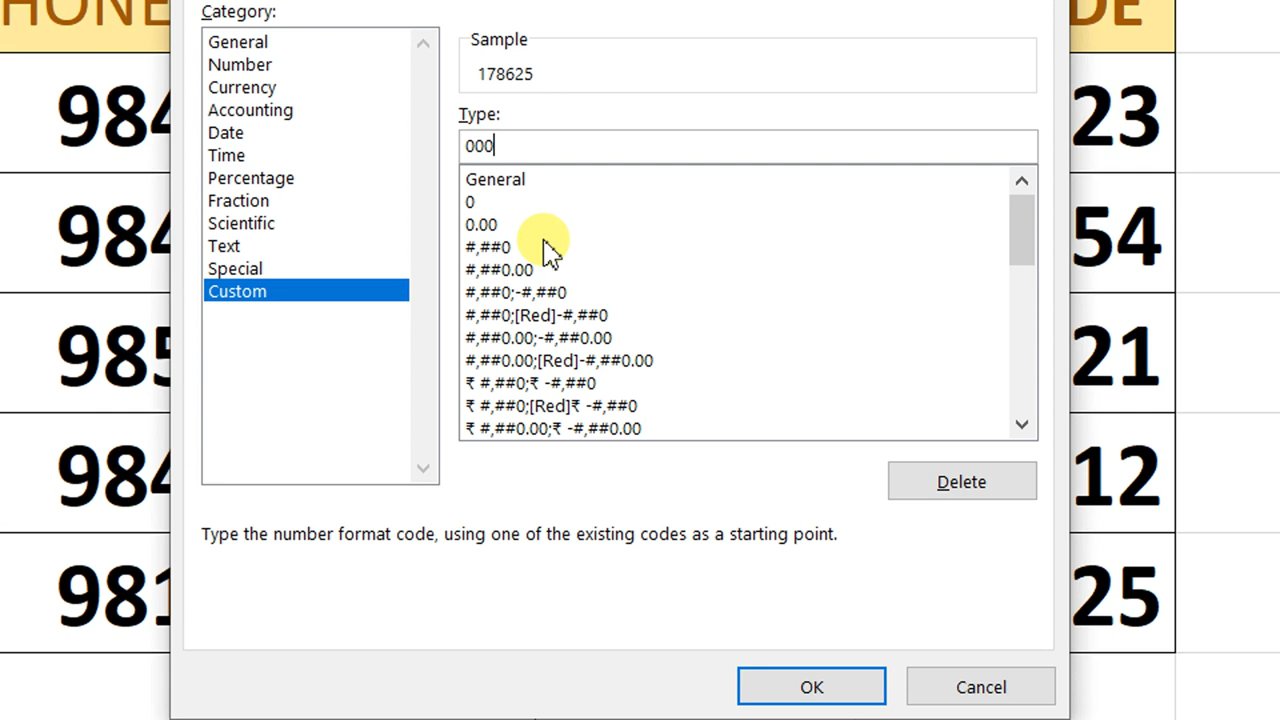 HONE
DE
Category:
General
Number
Currency
Accounting
Date
Time
Percentage
Fraction
Scientific
Text
Special
Custom
Sample
178625
Type:
000
General
0
0.00
#,##0
#,##0.00
#,##0;-#,##0
#,##0;[Red]-#,##0
#,##0.00;-#,##0.00
#,##0.00;[Red]-#,##0.00
₹ #,##0;₹ -#,##0
₹ #,##0;[Red]₹ -#,##0
₹ #,##0.00;₹ -#,##0.00
Delete
Type the number format code, using one of the existing codes as a starting point.
OK
Cancel
984
23
984
54
985
21
984
12
981
25